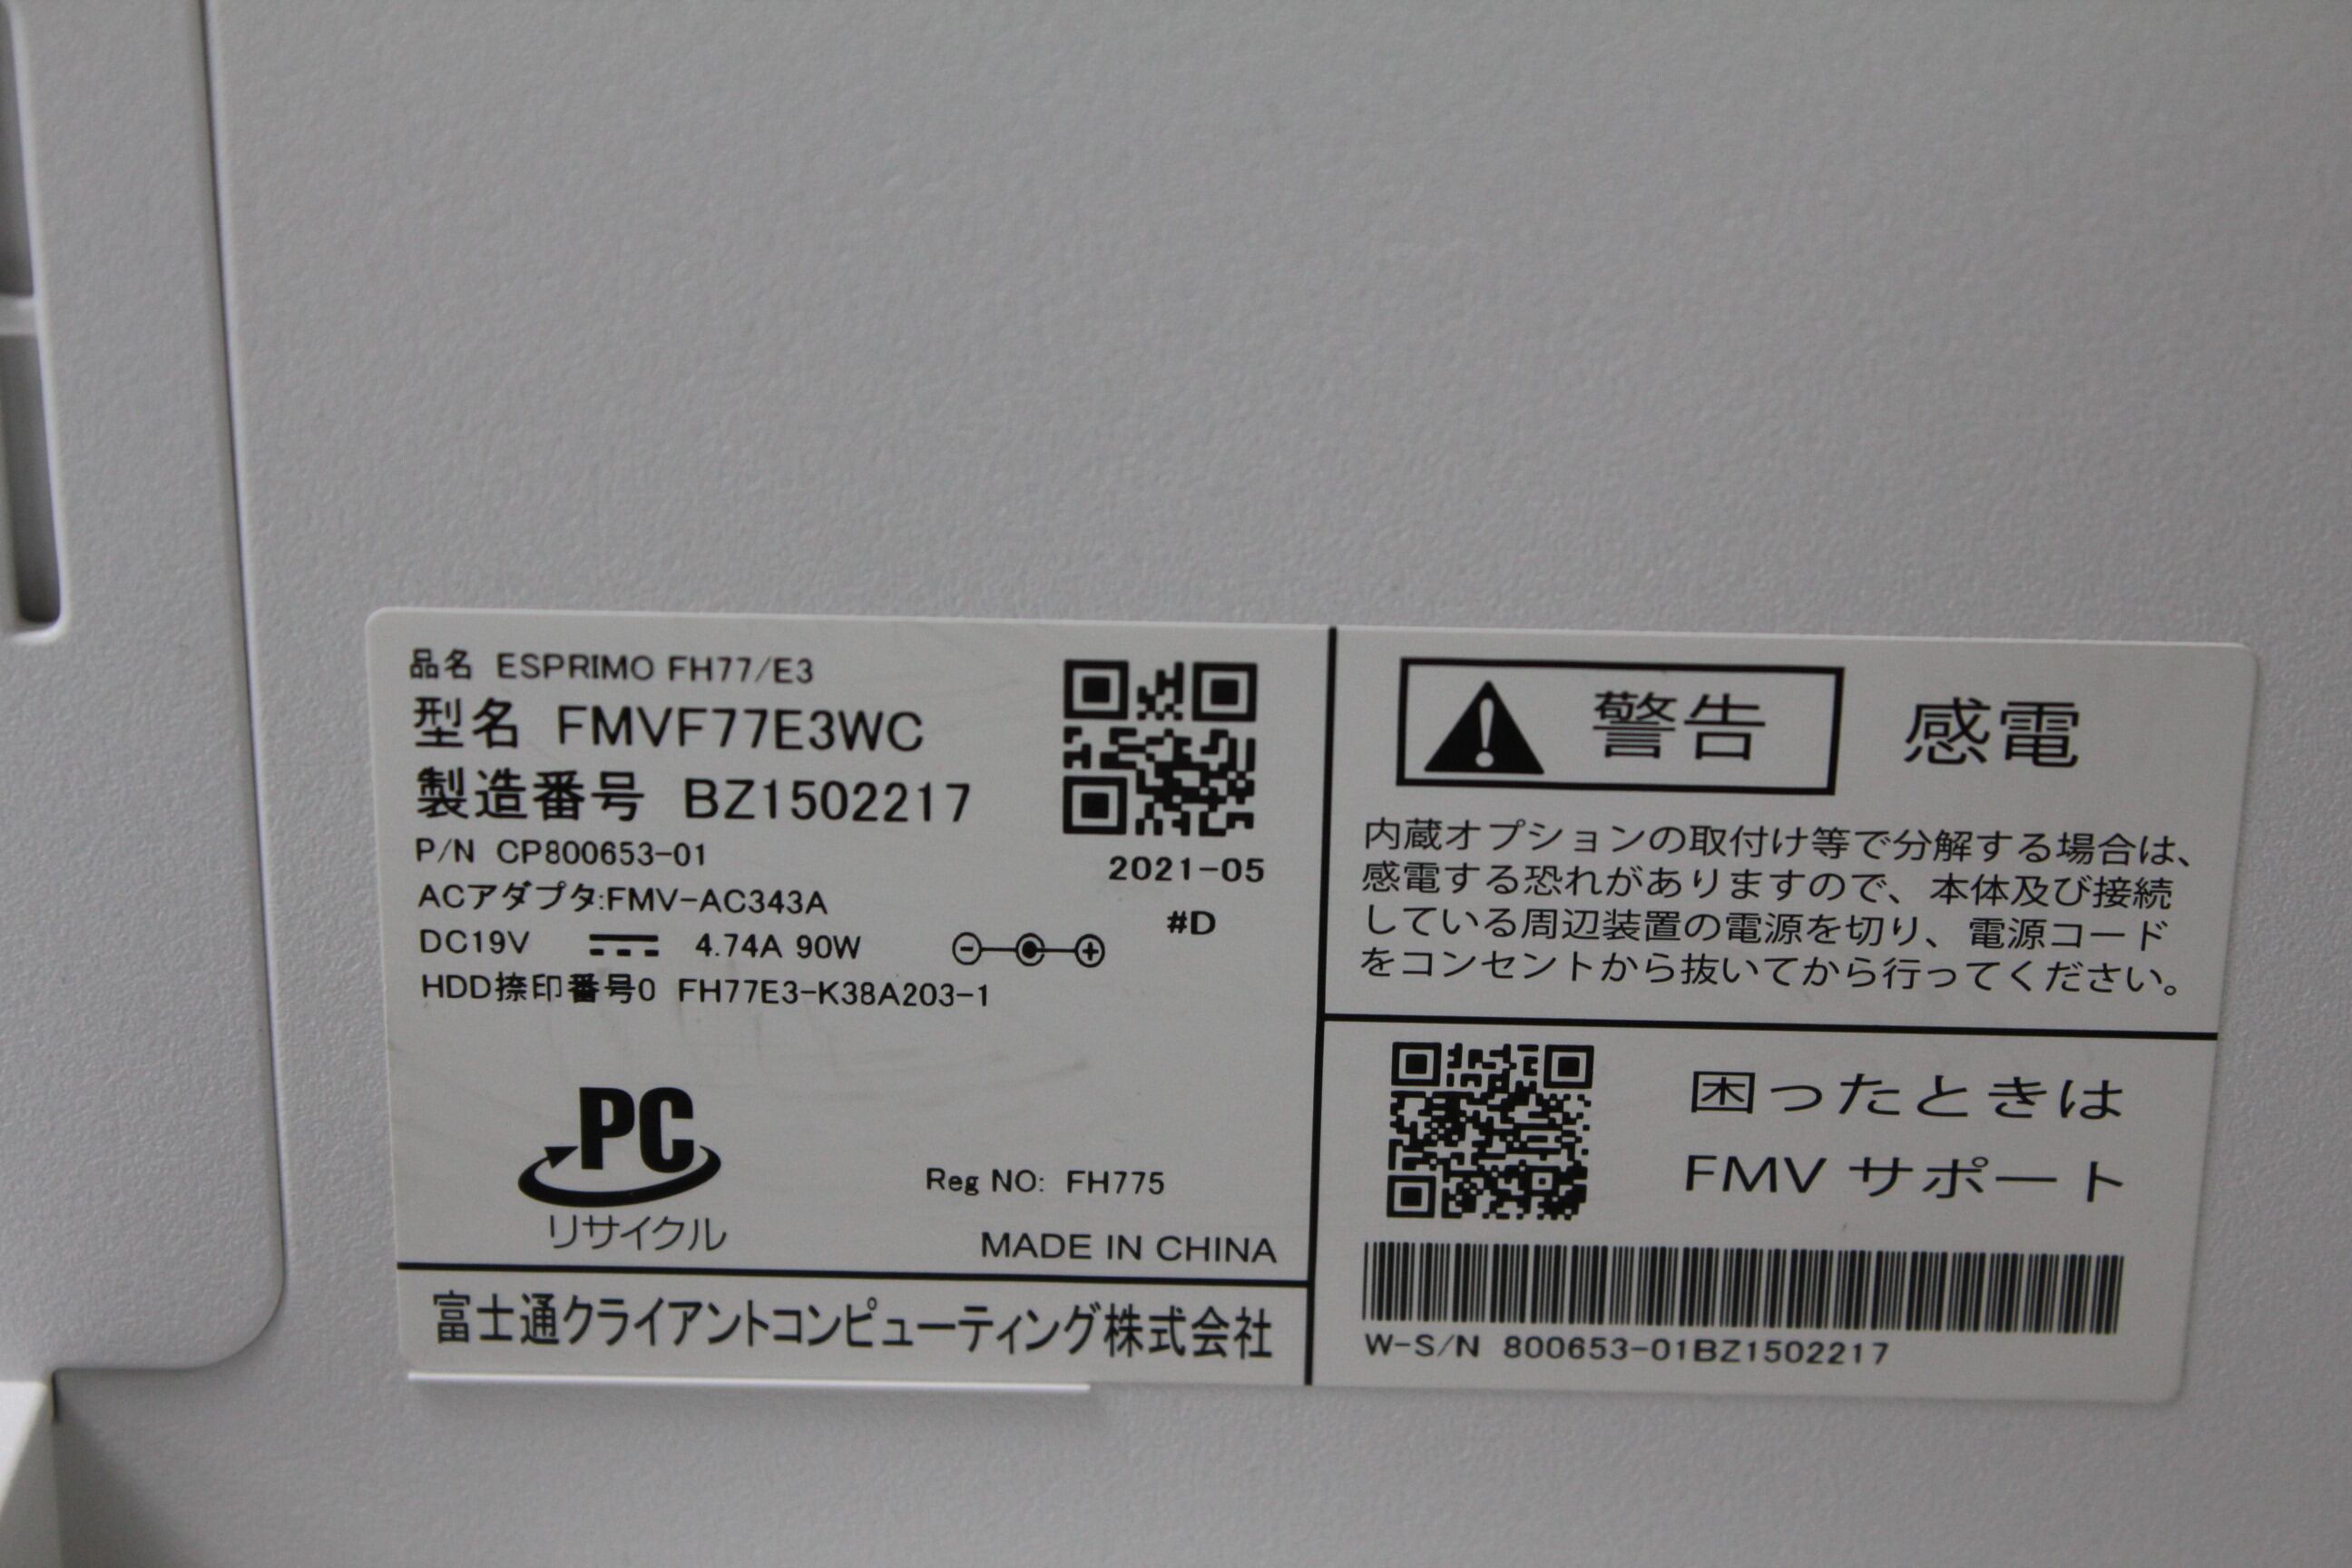 品名 ESPRIMO FH77/E3
型名 FMVF77E3WC
製造番号 BZ1502217
P/N CP800653-01
ACアダプタ:FMV-AC343A
DC19V 4.74A 90W
HDD捺印番号0 FH77E3-K38A203-1
2021-05
#D
PC
リサイクル
Reg NO: FH775
MADE IN CHINA
富士通クライアントコンピューティング株式会社
警告 感電
内蔵オプションの取付け等で分解する場合は、
感電する恐れがありますので、本体及び接続
している周辺装置の電源を切り、電源コード
をコンセントから抜いてから行ってください。
困ったときは
FMV サポート
W-S/N 800653-01BZ1502217